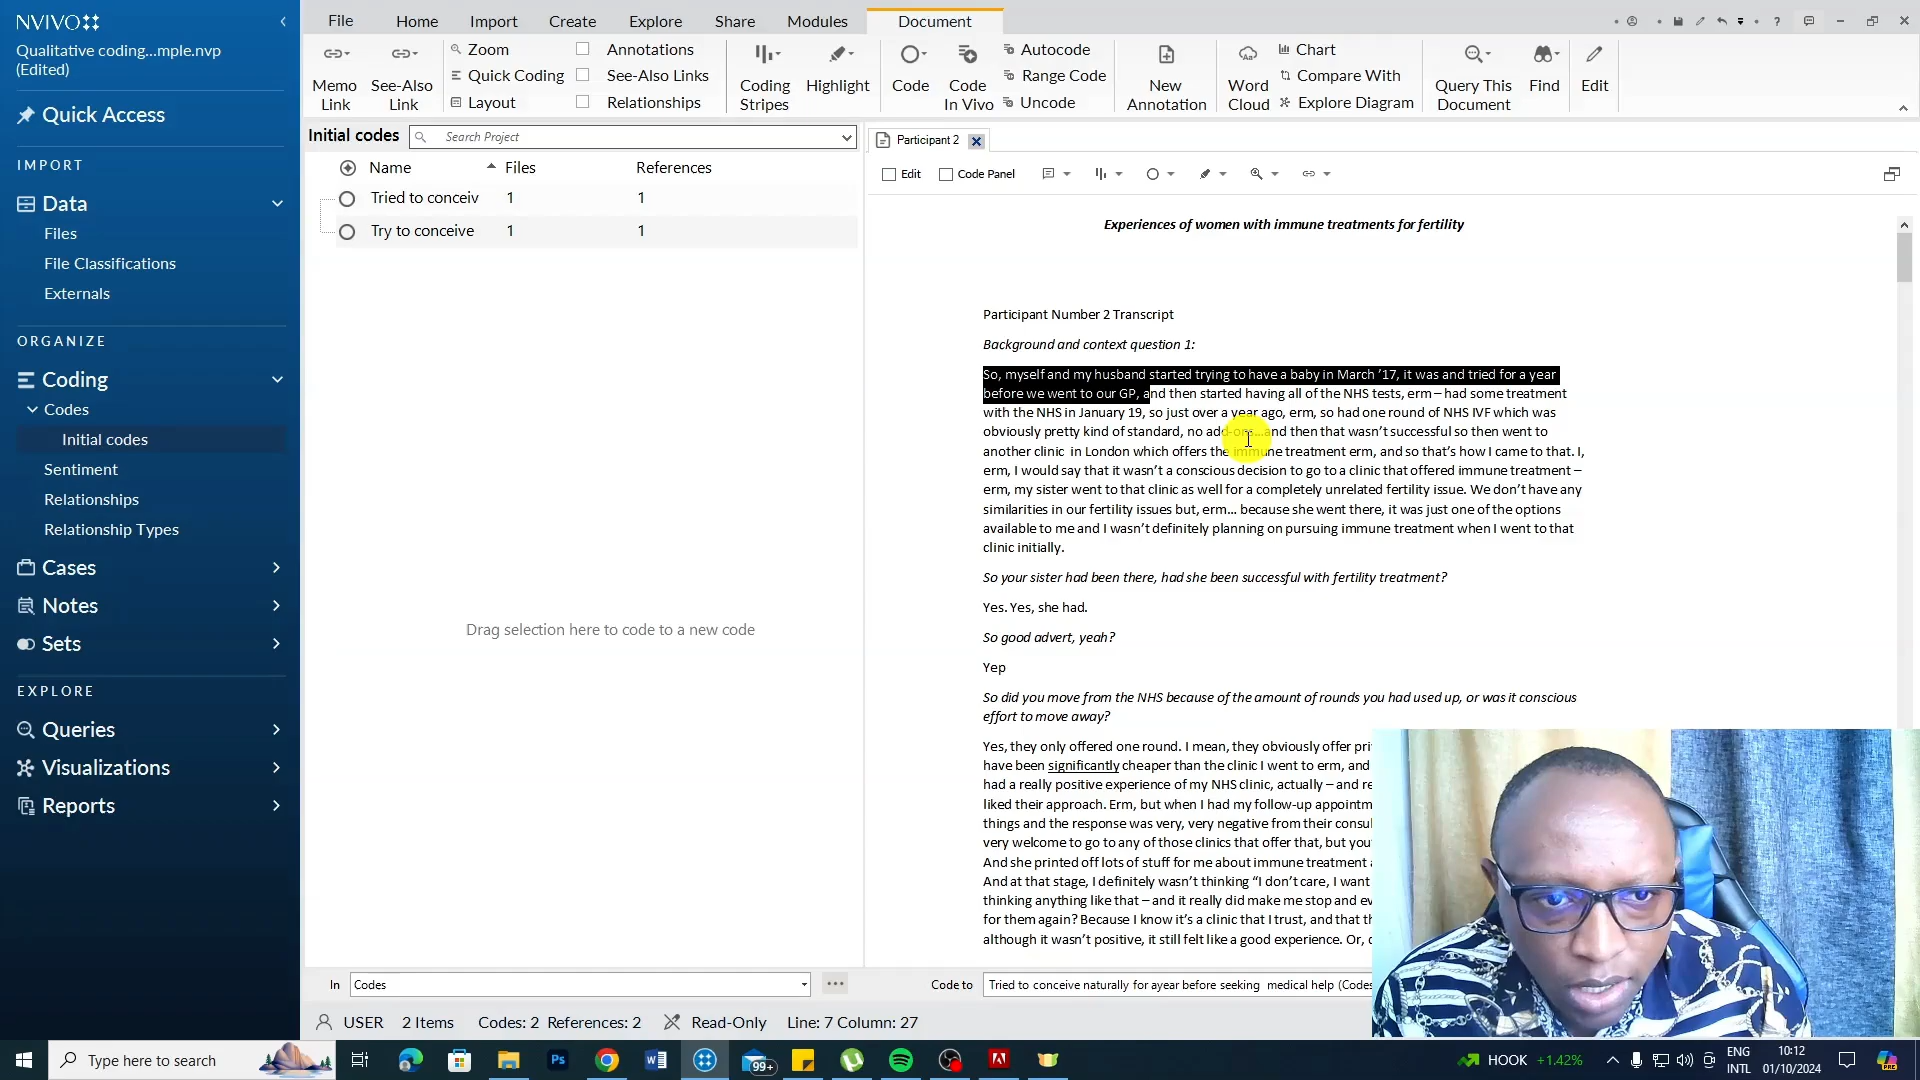 NVIVO
Qualitative coding...mple.nvp
(Edited)
Quick Access
IMPORT
Data
Files
File Classifications
Externals
ORGANIZE
Coding
Codes
Initial codes
Sentiment
Relationships
Relationship Types
Cases
Notes
Sets
EXPLORE
Queries
Visualizations
Reports
File Home Import Create Explore Share Modules Document
Memo Link
See-Also Link
Zoom
Quick Coding
Layout
Annotations
See-Also Links
Relationships
Coding Stripes
Highlight
Code
Code In Vivo
Autocode
Range Code
Uncode
New Annotation
Word Cloud
Chart
Compare With
Explore Diagram
Query This Document
Find
Edit
Initial codes Search Project
Name Files References
Tried to conceiv 1 1
Try to conceive 1 1
Drag selection here to code to a new code
In Codes
Participant 2
Edit Code Panel
Experiences of women with immune treatments for fertility
Participant Number 2 Transcript
Background and context question 1:
So, myself and my husband started trying to have a baby in March ’17, it was and tried for a year
before we went to our GP, and then started having all of the NHS tests, erm – had some treatment
with the NHS in January 19, so just over a year ago, erm, so had one round of NHS IVF which was
obviously pretty kind of standard, no add-ons…and then that wasn’t successful so then went to
another clinic in London which offers the immune treatment erm, and so that’s how I came to that. I,
erm, I would say that it wasn’t a conscious decision to go to a clinic that offered immune treatment –
erm, my sister went to that clinic as well for a completely unrelated fertility issue. We don’t have any
similarities in our fertility issues but, erm… because she went there, it was just one of the options
available to me and I wasn’t definitely planning on pursuing immune treatment when I went to that
clinic initially.
So your sister had been there, had she been successful with fertility treatment?
Yes. Yes, she had.
So good advert, yeah?
Yep
So did you move from the NHS because of the amount of rounds you had used up, or was it conscious
effort to move away?
Yes, they only offered one round. I mean, they obviously offer pri
have been significantly cheaper than the clinic I went to erm, and
had a really positive experience of my NHS clinic, actually – and re
liked their approach. Erm, but when I had my follow-up appointm
things and the response was very, very negative from their consul
very welcome to go to any of those clinics that offer that, but you
And she printed off lots of stuff for me about immune treatment a
And at that stage, I definitely wasn’t thinking “I don’t care, I want
thinking anything like that – and it really did make me stop and ev
for them again? Because I know it’s a clinic that I trust, and that th
although it wasn’t positive, it still felt like a good experience. Or, c
Code to Tried to conceive naturally for ayear before seeking medical help (Codes
USER 2 Items Codes: 2 References: 2 Read-Only Line: 7 Column: 27
Type here to search
Ps
99+
HOOK +1.42%
ENG
INTL
10:12
01/10/2024